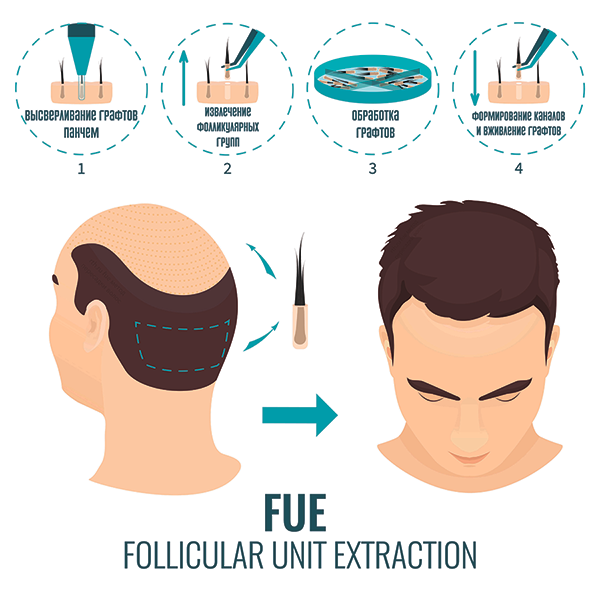 ВЫСВЕРЛИВАНИЕ ГРАФТОВ
ПАНЧЕМ
1
ИЗВЛЕЧЕНИЕ
ФОЛЛИКУЛЯРНЫХ
ГРУПП
2
ОБРАБОТКА
ГРАФТОВ
3
ФОРМИРОВАНИЕ КАНАЛОВ
И ВЖИВЛЕНИЕ ГРАФТОВ
4
FUE
FOLLICULAR UNIT EXTRACTION